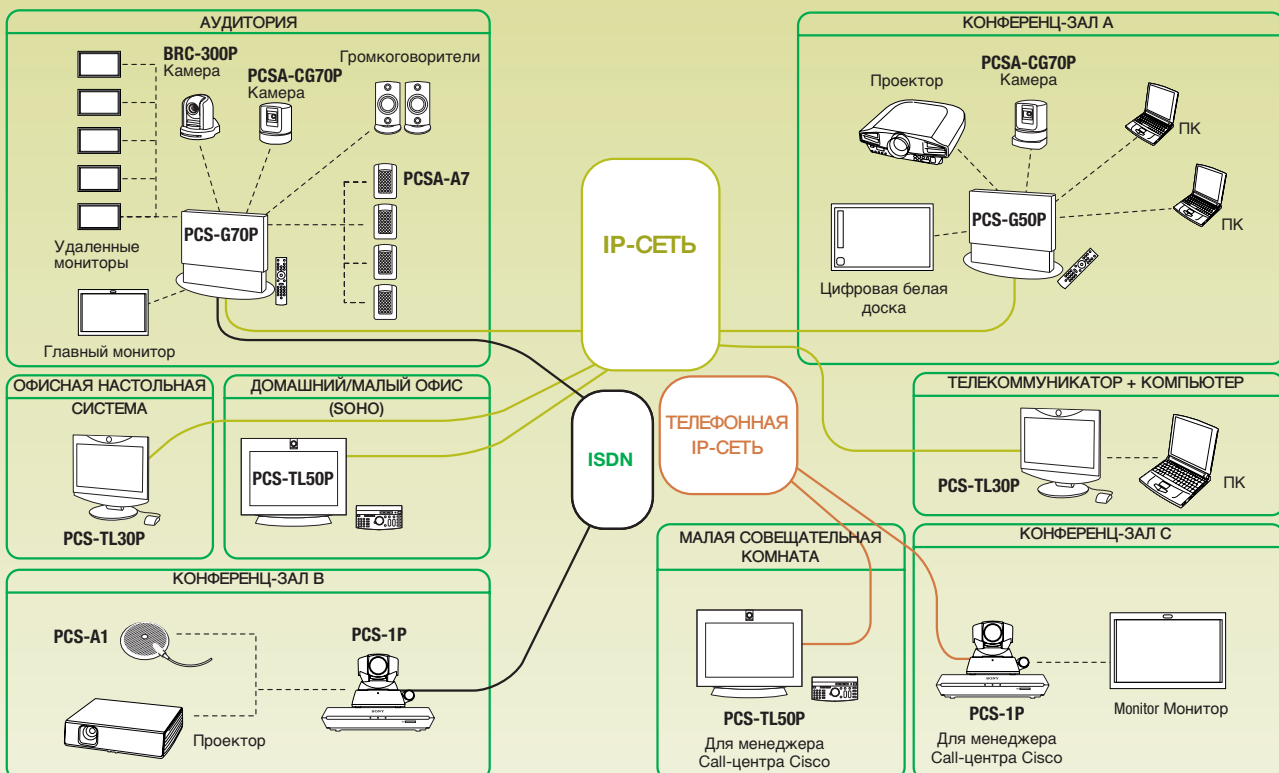 АУДИТОРИЯ
BRC-300P
Камера
PCSA-CG70P
Камера
Громкоговорители
PCSA-A7
PCS-G70P
Удаленные
мониторы
Главный монитор
КОНФЕРЕНЦ-ЗАЛ A
Проектор
PCSA-CG70P
Камера
ПК
ПК
PCS-G50P
Цифровая белая
доска
IP-СЕТЬ
ОФИСНАЯ НАСТОЛЬНАЯ
СИСТЕМА
PCS-TL30P
ДОМАШНИЙ/МАЛЫЙ ОФИС
(SOHO)
PCS-TL50P
ISDN
ТЕЛЕФОННАЯ
IP-СЕТЬ
ТЕЛЕКОММУНИКАТОР + КОМПЬЮТЕР
PCS-TL30P
ПК
КОНФЕРЕНЦ-ЗАЛ B
PCS-A1
PCS-1P
SONY
Проектор
МАЛАЯ СОВЕЩАТЕЛЬНАЯ
КОМНАТА
PCS-TL50P
Для менеджера
Call-центра Cisco
КОНФЕРЕНЦ-ЗАЛ C
SONY
PCS-1P
Для менеджера
Call-центра Cisco
Monitor Монитор